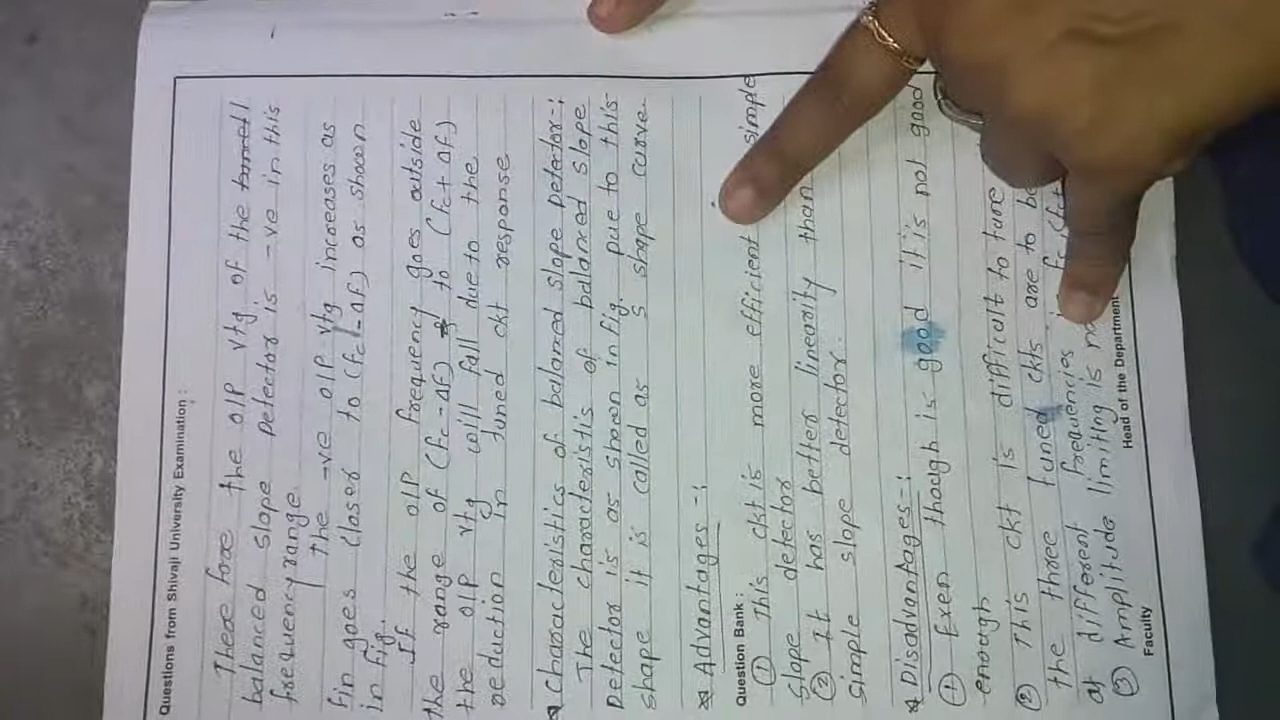 Questions from Shivaji University Examination :
There fore the o/p vtg. of the tuned
balanced slope Detector is -ve in this
frequency range.
the -ve o/p vtg increases as
fin goes closer to (fc-Δf) as shown
in fig.
If the o/p frequency goes outside
the range of (fc-Δf) to (fc+Δf)
the o/p vtg will fall due to the
reduction in tuned ckt response
Characteristics of balanced slope Detector-:
The characteristis of balanced slope
Detector is as shown in fig. Due to this
shape it is called as s shape curve
Advantages -:
Question Bank :
① This ckt is more efficient simple
slope detector
② It has better linearity than
simple slope detector.
Disadvantages-:
① Even though is good it is not good
enough
② This ckt is difficult to tune
the three tuned ckts are to be
at different frequencies
③ Amplitude limiting is
Faculty Head of the Department